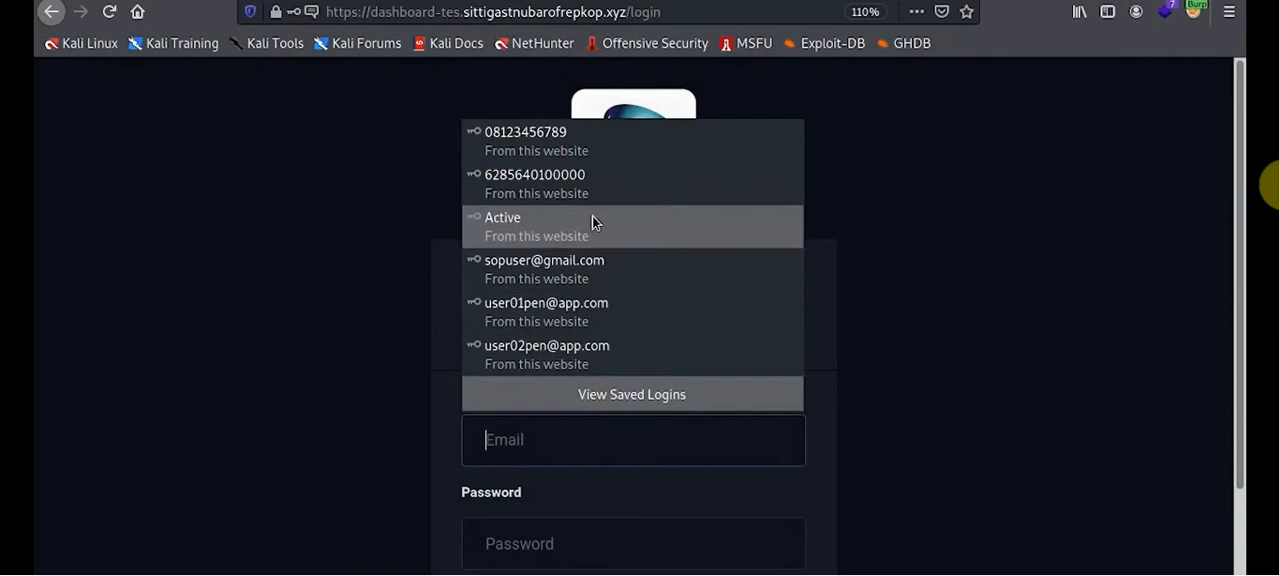 https://dashboard-tes.sittigastnubarofrepkop.xyz/login
110%
7
Burp
Kali Linux Kali Training Kali Tools Kali Forums Kali Docs NetHunter Offensive Security MSFU Exploit-DB GHDB
08123456789
From this website
6285640100000
From this website
Active
From this website
sopuser@gmail.com
From this website
user01pen@app.com
From this website
user02pen@app.com
From this website
View Saved Logins
Email
Password
Password